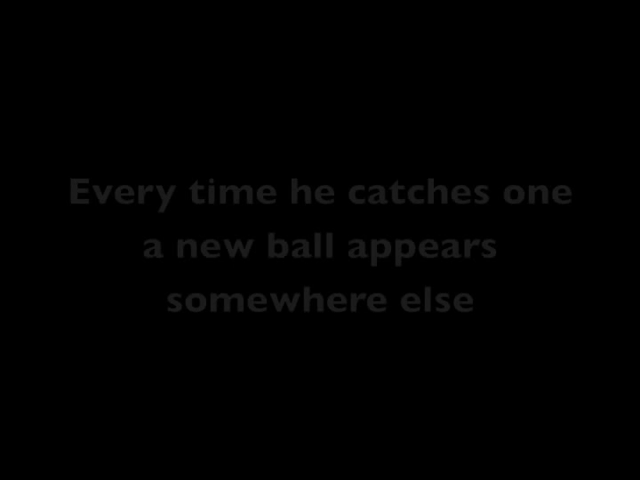 Every time he catches one
a new ball appears
somewhere else